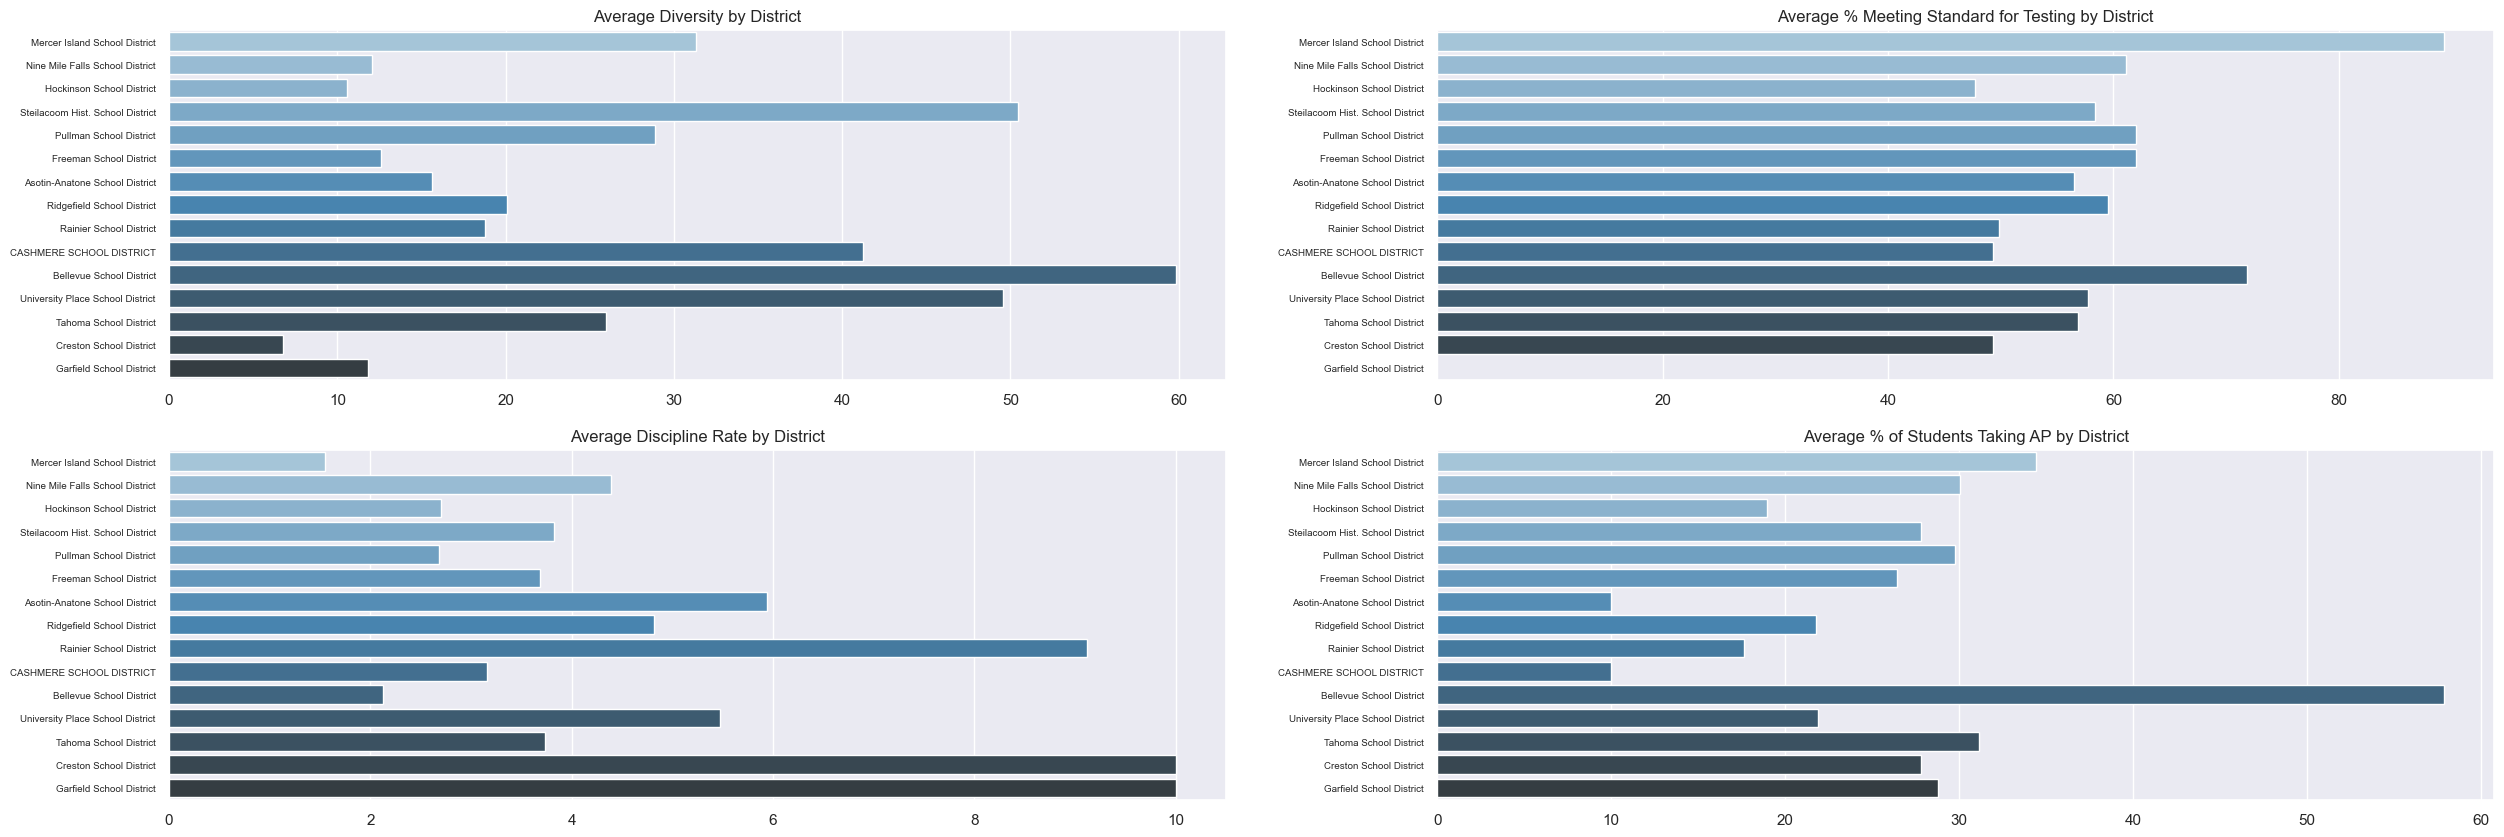 Average Diversity by District
Mercer Island School District
Nine Mile Falls School District
Hockinson School District
Steilacoom Hist. School District
Pullman School District
Freeman School District
Asotin-Anatone School District
Ridgefield School District
Rainier School District
CASHMERE SCHOOL DISTRICT
Bellevue School District
University Place School District
Tahoma School District
Creston School District
Garfield School District
0 10 20 30 40 50 60
Average % Meeting Standard for Testing by District
Mercer Island School District
Nine Mile Falls School District
Hockinson School District
Steilacoom Hist. School District
Pullman School District
Freeman School District
Asotin-Anatone School District
Ridgefield School District
Rainier School District
CASHMERE SCHOOL DISTRICT
Bellevue School District
University Place School District
Tahoma School District
Creston School District
Garfield School District
0 20 40 60 80
Average Discipline Rate by District
Mercer Island School District
Nine Mile Falls School District
Hockinson School District
Steilacoom Hist. School District
Pullman School District
Freeman School District
Asotin-Anatone School District
Ridgefield School District
Rainier School District
CASHMERE SCHOOL DISTRICT
Bellevue School District
University Place School District
Tahoma School District
Creston School District
Garfield School District
0 2 4 6 8 10
Average % of Students Taking AP by District
Mercer Island School District
Nine Mile Falls School District
Hockinson School District
Steilacoom Hist. School District
Pullman School District
Freeman School District
Asotin-Anatone School District
Ridgefield School District
Rainier School District
CASHMERE SCHOOL DISTRICT
Bellevue School District
University Place School District
Tahoma School District
Creston School District
Garfield School District
0 10 20 30 40 50 60